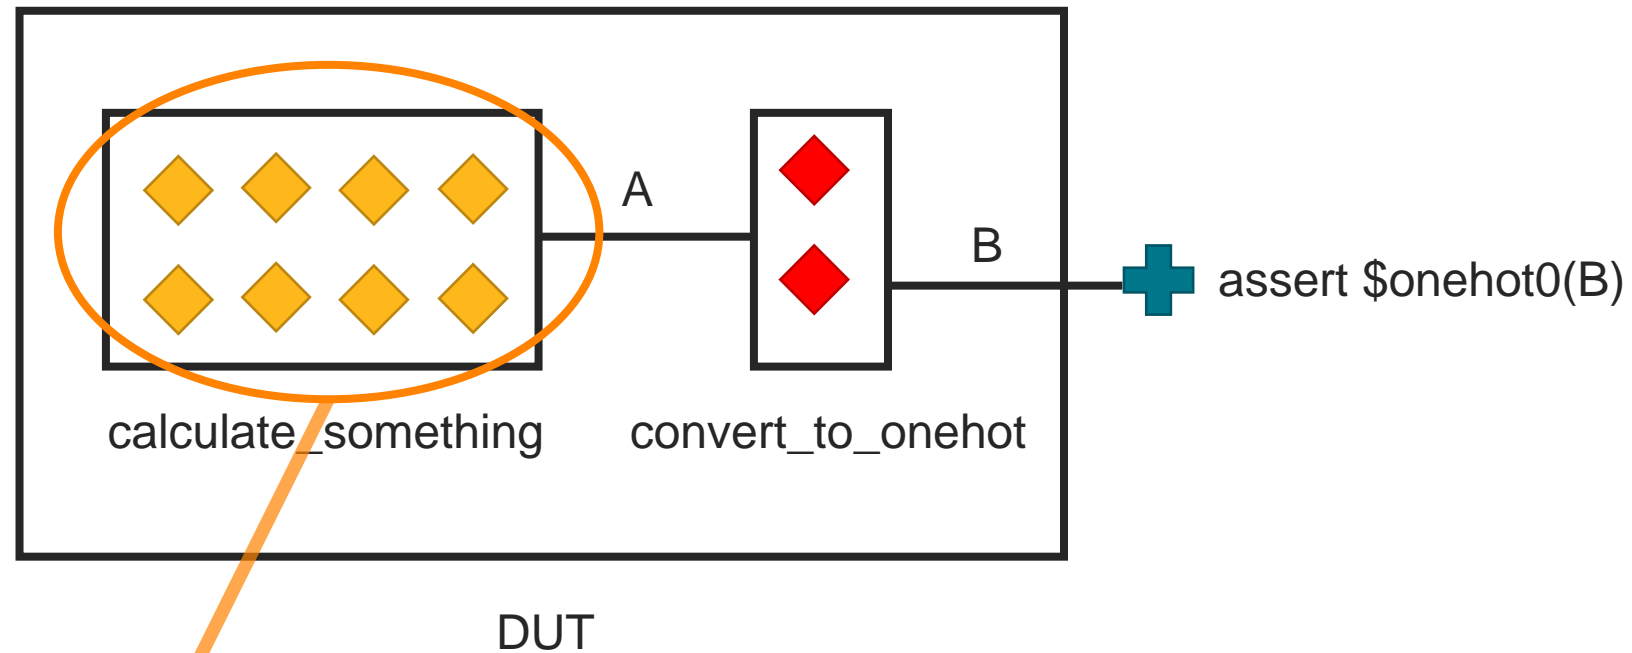 A
B
assert $onehot0(B)
calculate_something
convert_to_onehot
DUT